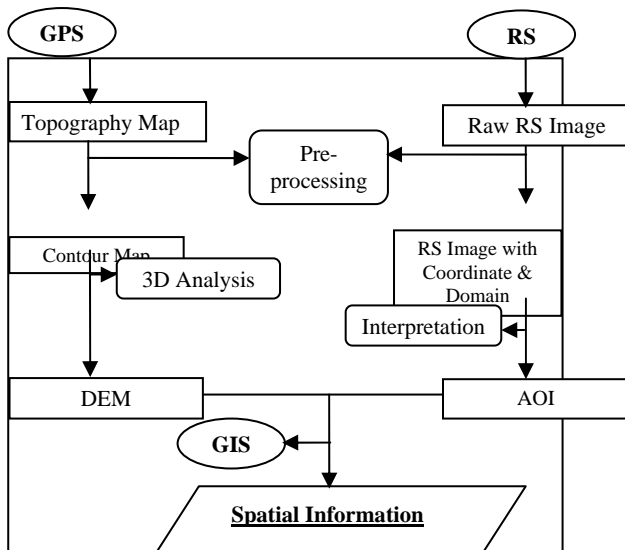 GPS
RS
Topography Map
Raw RS Image
Pre-
processing
Contour Map
3D Analysis
RS Image with
Coordinate &
Domain
Interpretation
DEM
AOI
GIS
Spatial Information